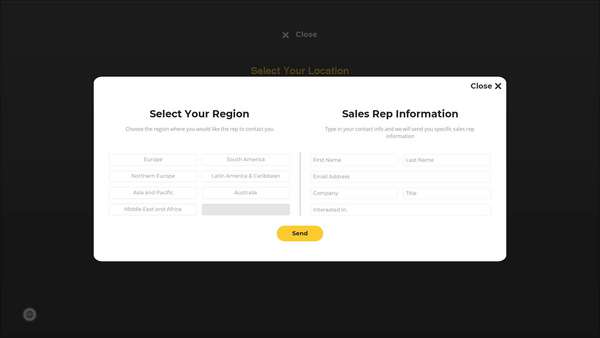 Close
Select Your Location
Close
Select Your Region
Choose the region where you would like the rep to contact you.
Europe
South America
Northern Europe
Latin America & Caribbean
Asia and Pacific
Australia
Middle East and Africa
Sales Rep Information
Type in your contact info and we will send you specific sales rep
information
First Name
Last Name
Email Address
Company
Title
Interested In:
Send